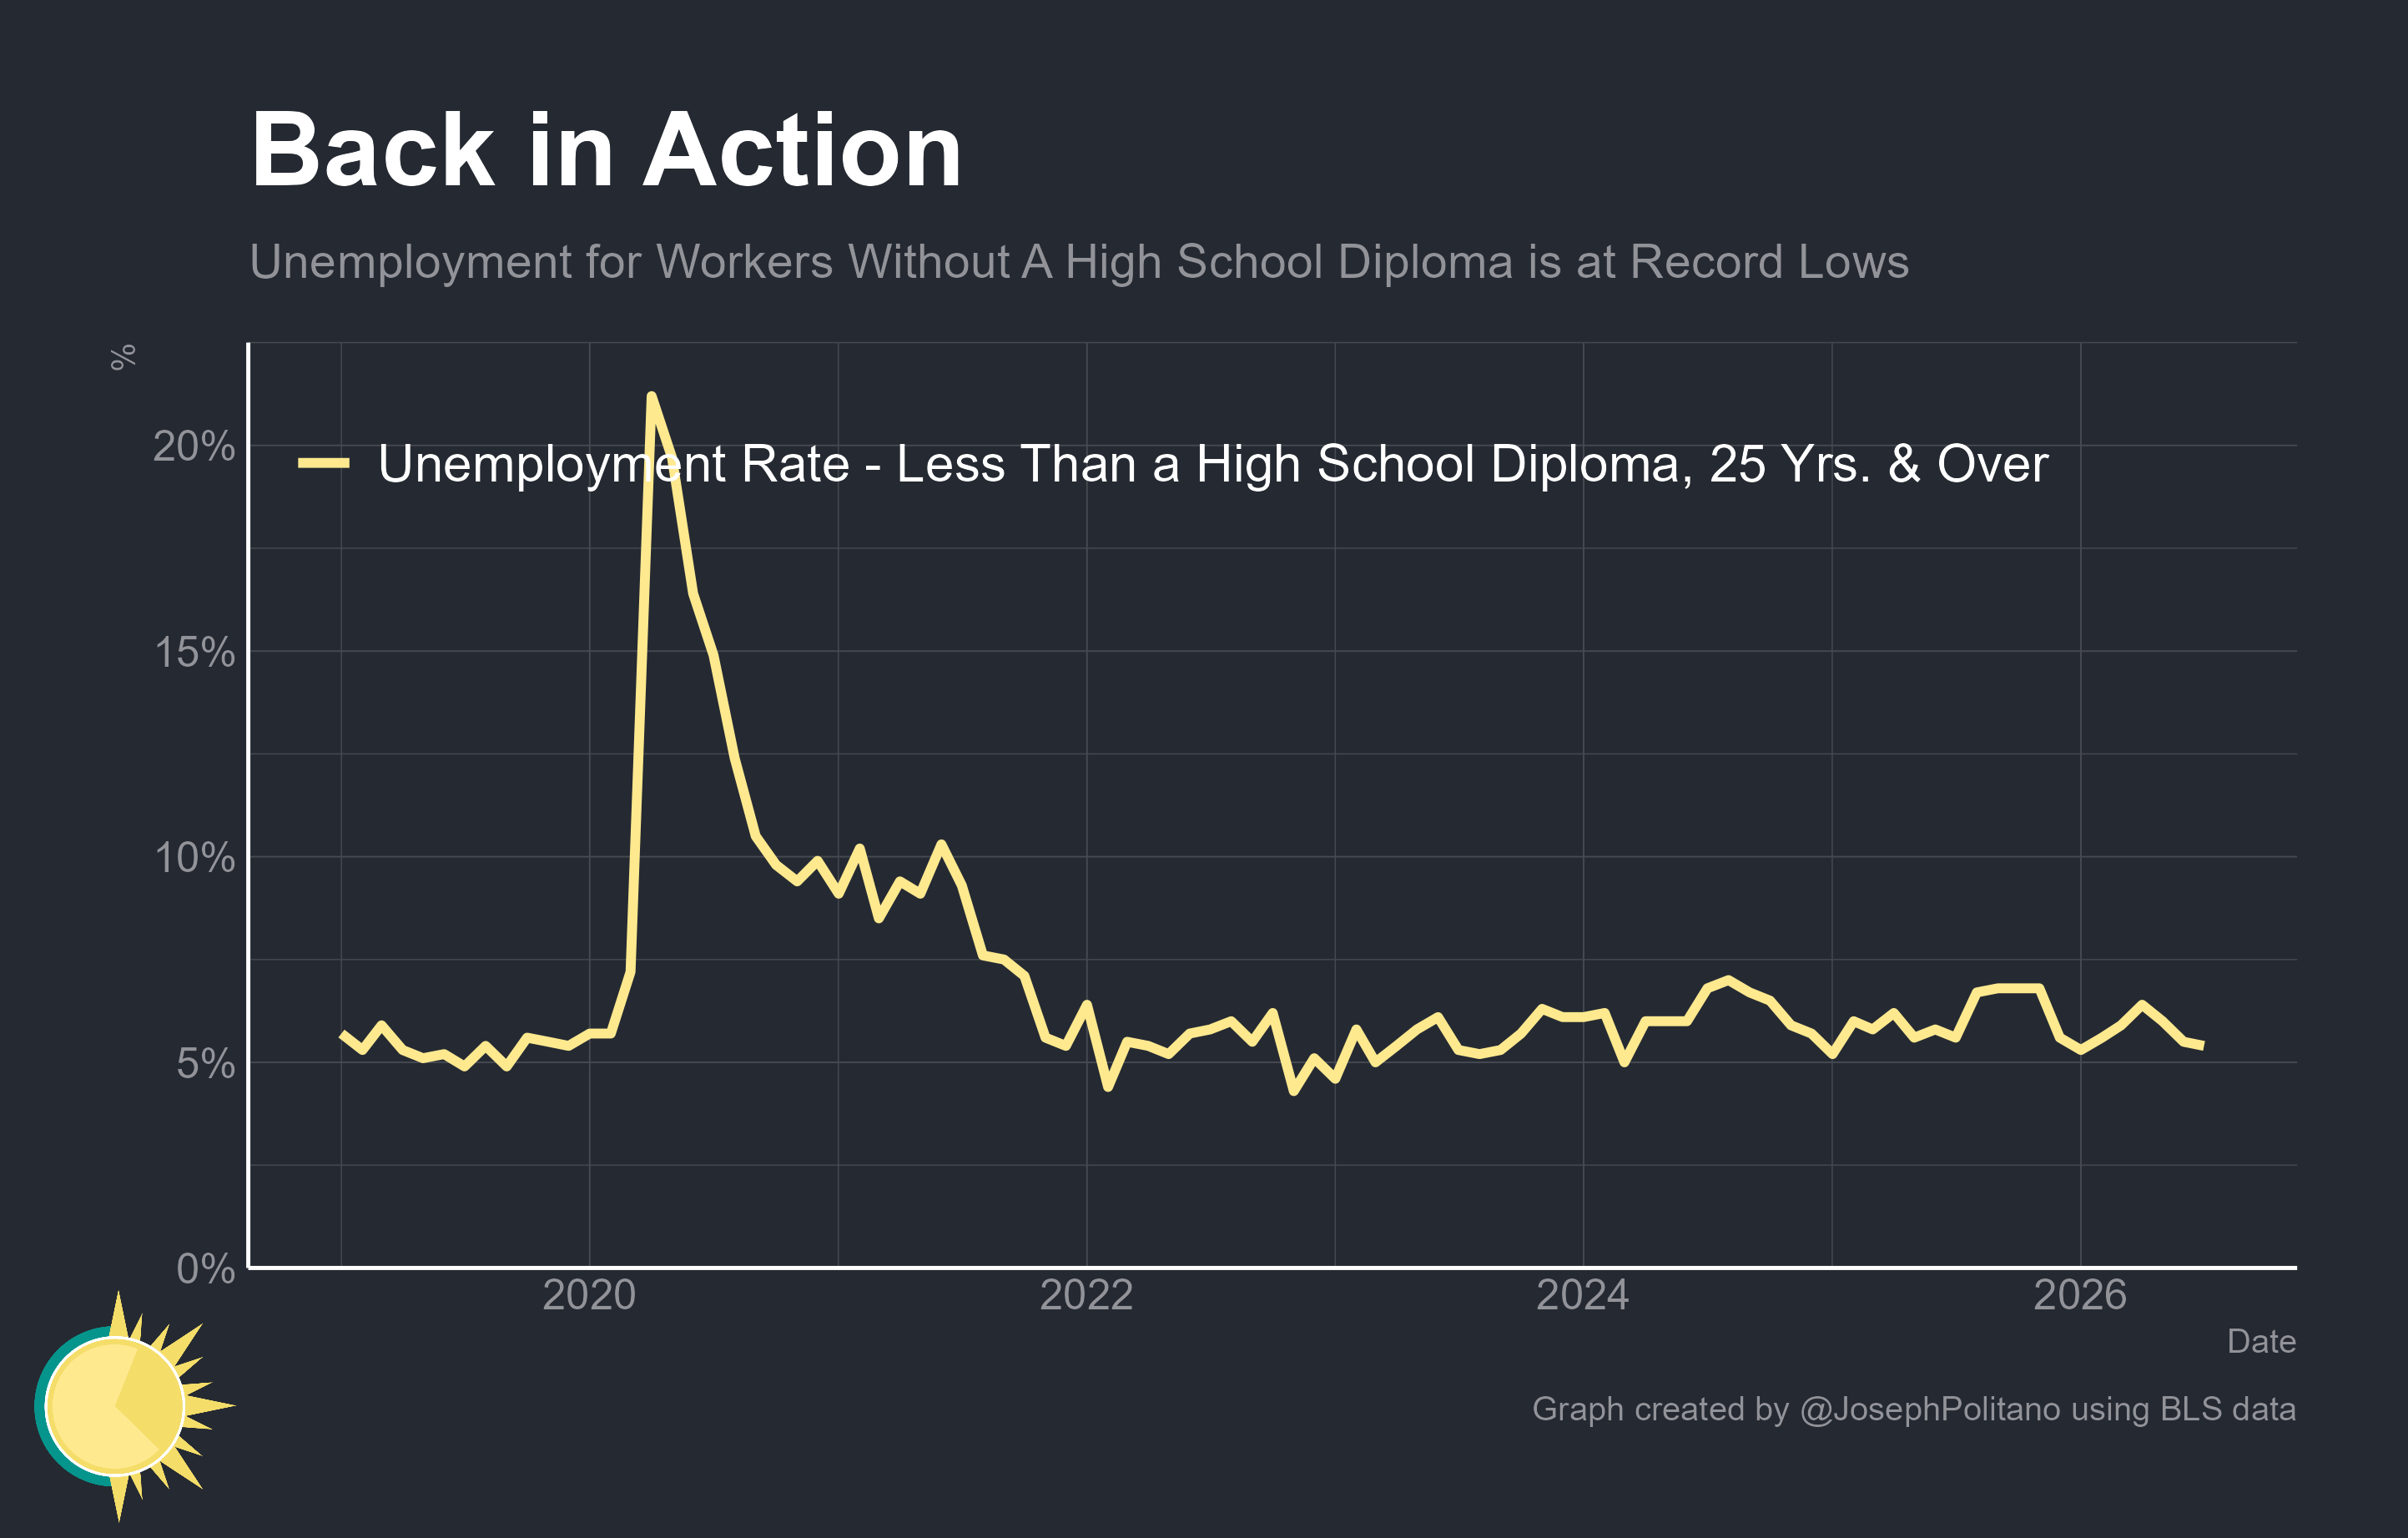 Back in Action
Unemployment for Workers Without A High School Diploma is at Record Lows
%
20%
Unemployment Rate - Less Than a High School Diploma, 25 Yrs. & Over
15%
10%
5%
0%
2020 2022 2024 2026
Date
Graph created by @JosephPolitano using BLS data